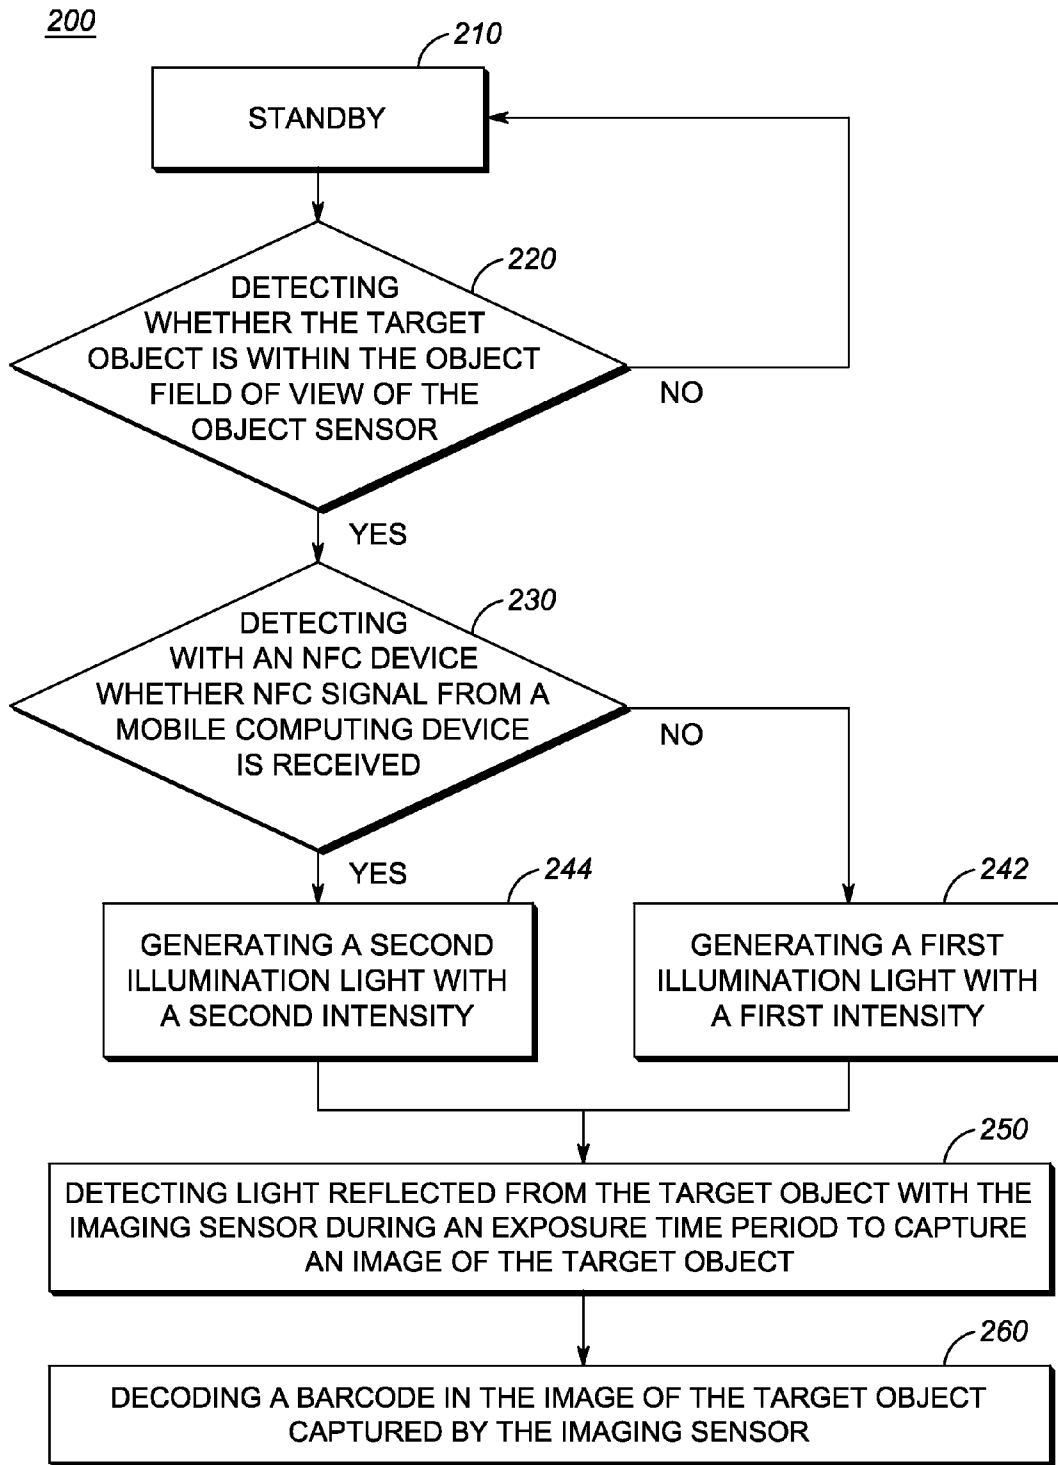 200
210
STANDBY
220
DETECTING
WHETHER THE TARGET
OBJECT IS WITHIN THE OBJECT
FIELD OF VIEW OF THE
OBJECT SENSOR
NO
YES
230
DETECTING
WITH AN NFC DEVICE
WHETHER NFC SIGNAL FROM A
MOBILE COMPUTING DEVICE
IS RECEIVED
NO
YES
244
GENERATING A SECOND
ILLUMINATION LIGHT WITH
A SECOND INTENSITY
242
GENERATING A FIRST
ILLUMINATION LIGHT WITH
A FIRST INTENSITY
250
DETECTING LIGHT REFLECTED FROM THE TARGET OBJECT WITH THE
IMAGING SENSOR DURING AN EXPOSURE TIME PERIOD TO CAPTURE
AN IMAGE OF THE TARGET OBJECT
260
DECODING A BARCODE IN THE IMAGE OF THE TARGET OBJECT
CAPTURED BY THE IMAGING SENSOR